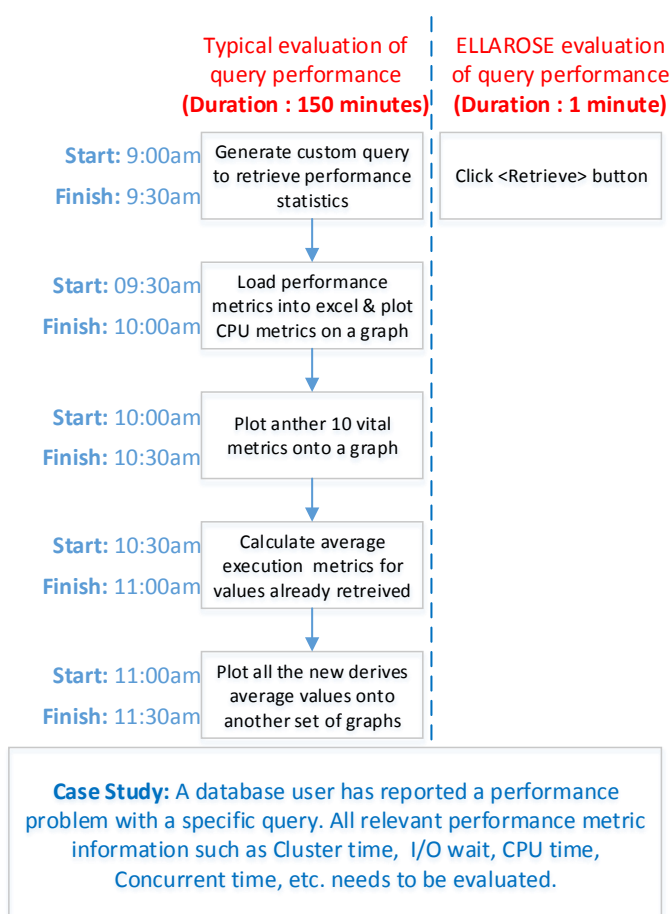 Typical evaluation of
query performance
(Duration : 150 minutes)
ELLAROSE evaluation
of query performance
(Duration : 1 minute)
Start: 9:00am
Finish: 9:30am
Generate custom query
to retrieve performance
statistics
Click <Retrieve> button
Start: 09:30am
Finish: 10:00am
Load performance
metrics into excel & plot
CPU metrics on a graph
Start: 10:00am
Finish: 10:30am
Plot anther 10 vital
metrics onto a graph
Start: 10:30am
Finish: 11:00am
Calculate average
execution metrics for
values already retreived
Start: 11:00am
Finish: 11:30am
Plot all the new derives
average values onto
another set of graphs
Case Study: A database user has reported a performance
problem with a specific query. All relevant performance metric
information such as Cluster time, I/O wait, CPU time,
Concurrent time, etc. needs to be evaluated.